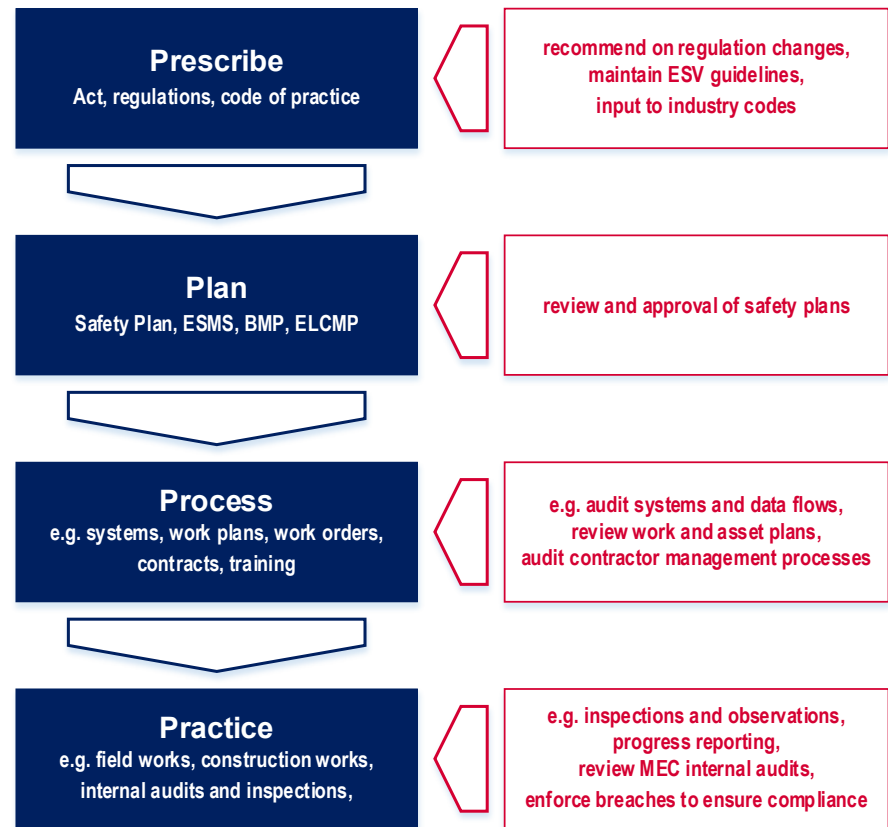 Prescribe
Act, regulations, code of practice
recommend on regulation changes,
maintain ESV guidelines,
input to industry codes
Plan
Safety Plan, ESMS, BMP, ELCMP
review and approval of safety plans
Process
e.g. systems, work plans, work orders,
contracts, training
e.g. audit systems and data flows,
review work and asset plans,
audit contractor management processes
Practice
e.g. field works, construction works,
internal audits and inspections,
e.g. inspections and observations,
progress reporting,
review MEC internal audits,
enforce breaches to ensure compliance